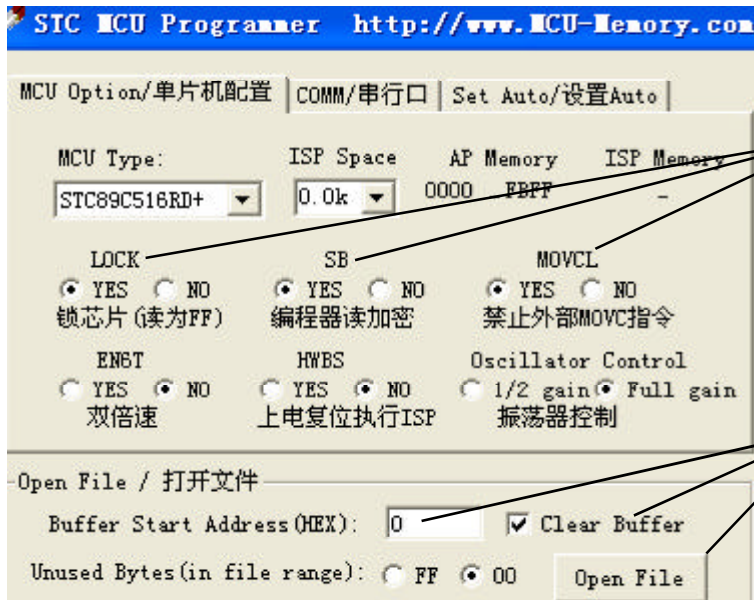 STC MCU Programmer http://www.MCU-Memory.com
MCU Option/单片机配置 COMM/串行口 Set Auto/设置Auto
MCU Type: ISP Space AP Memory ISP Memory
STC89C516RD+ 0.0k 0000 FBFF -
LOCK SB MOVCL
YES NO YES NO YES NO
锁芯片(读为FF) 编程器读加密 禁止外部MOVC指令
EN6T HWBS Oscillator Control
YES NO YES NO 1/2 gain Full gain
双倍速 上电复位执行ISP 振荡器控制
Open File / 打开文件
Buffer Start Address(HEX): 0 Clear Buffer
Unused Bytes(in file range): FF 00 Open File